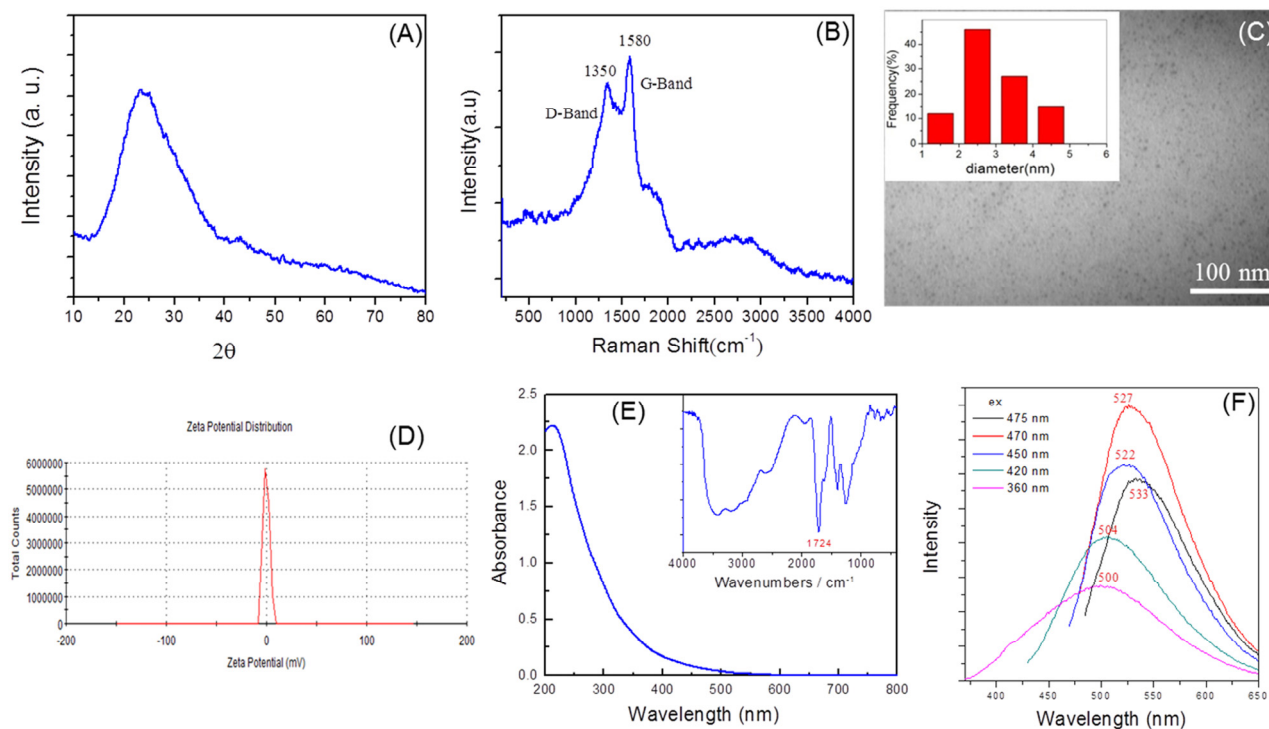 (A)
Intensity (a. u.)
10 20 30 40 50 60 70 80
2θ
(B)
1580
1350
G-Band
D-Band
Intensity(a.u)
500 1000 1500 2000 2500 3000 3500 4000
Raman Shift(cm-1)
(C)
Frequency(%)
40
30
20
10
0
1 2 3 4 5 6
diameter(nm)
100 nm
(D)
Zeta Potential Distribution
Total Counts
6000000
5000000
4000000
3000000
2000000
1000000
0
-200 -100 0 100 200
Zeta Potential (mV)
(E)
Absorbance
2.5
2.0
1.5
1.0
0.5
0.0
200 300 400 500 600 700 800
Wavelength (nm)
1724
4000 3000 2000 1000
Wavenumbers / cm-1
(F)
ex
475 nm
470 nm
450 nm
420 nm
360 nm
527
522
533
504
500
Intensity
400 450 500 550 600 650
Wavelength (nm)